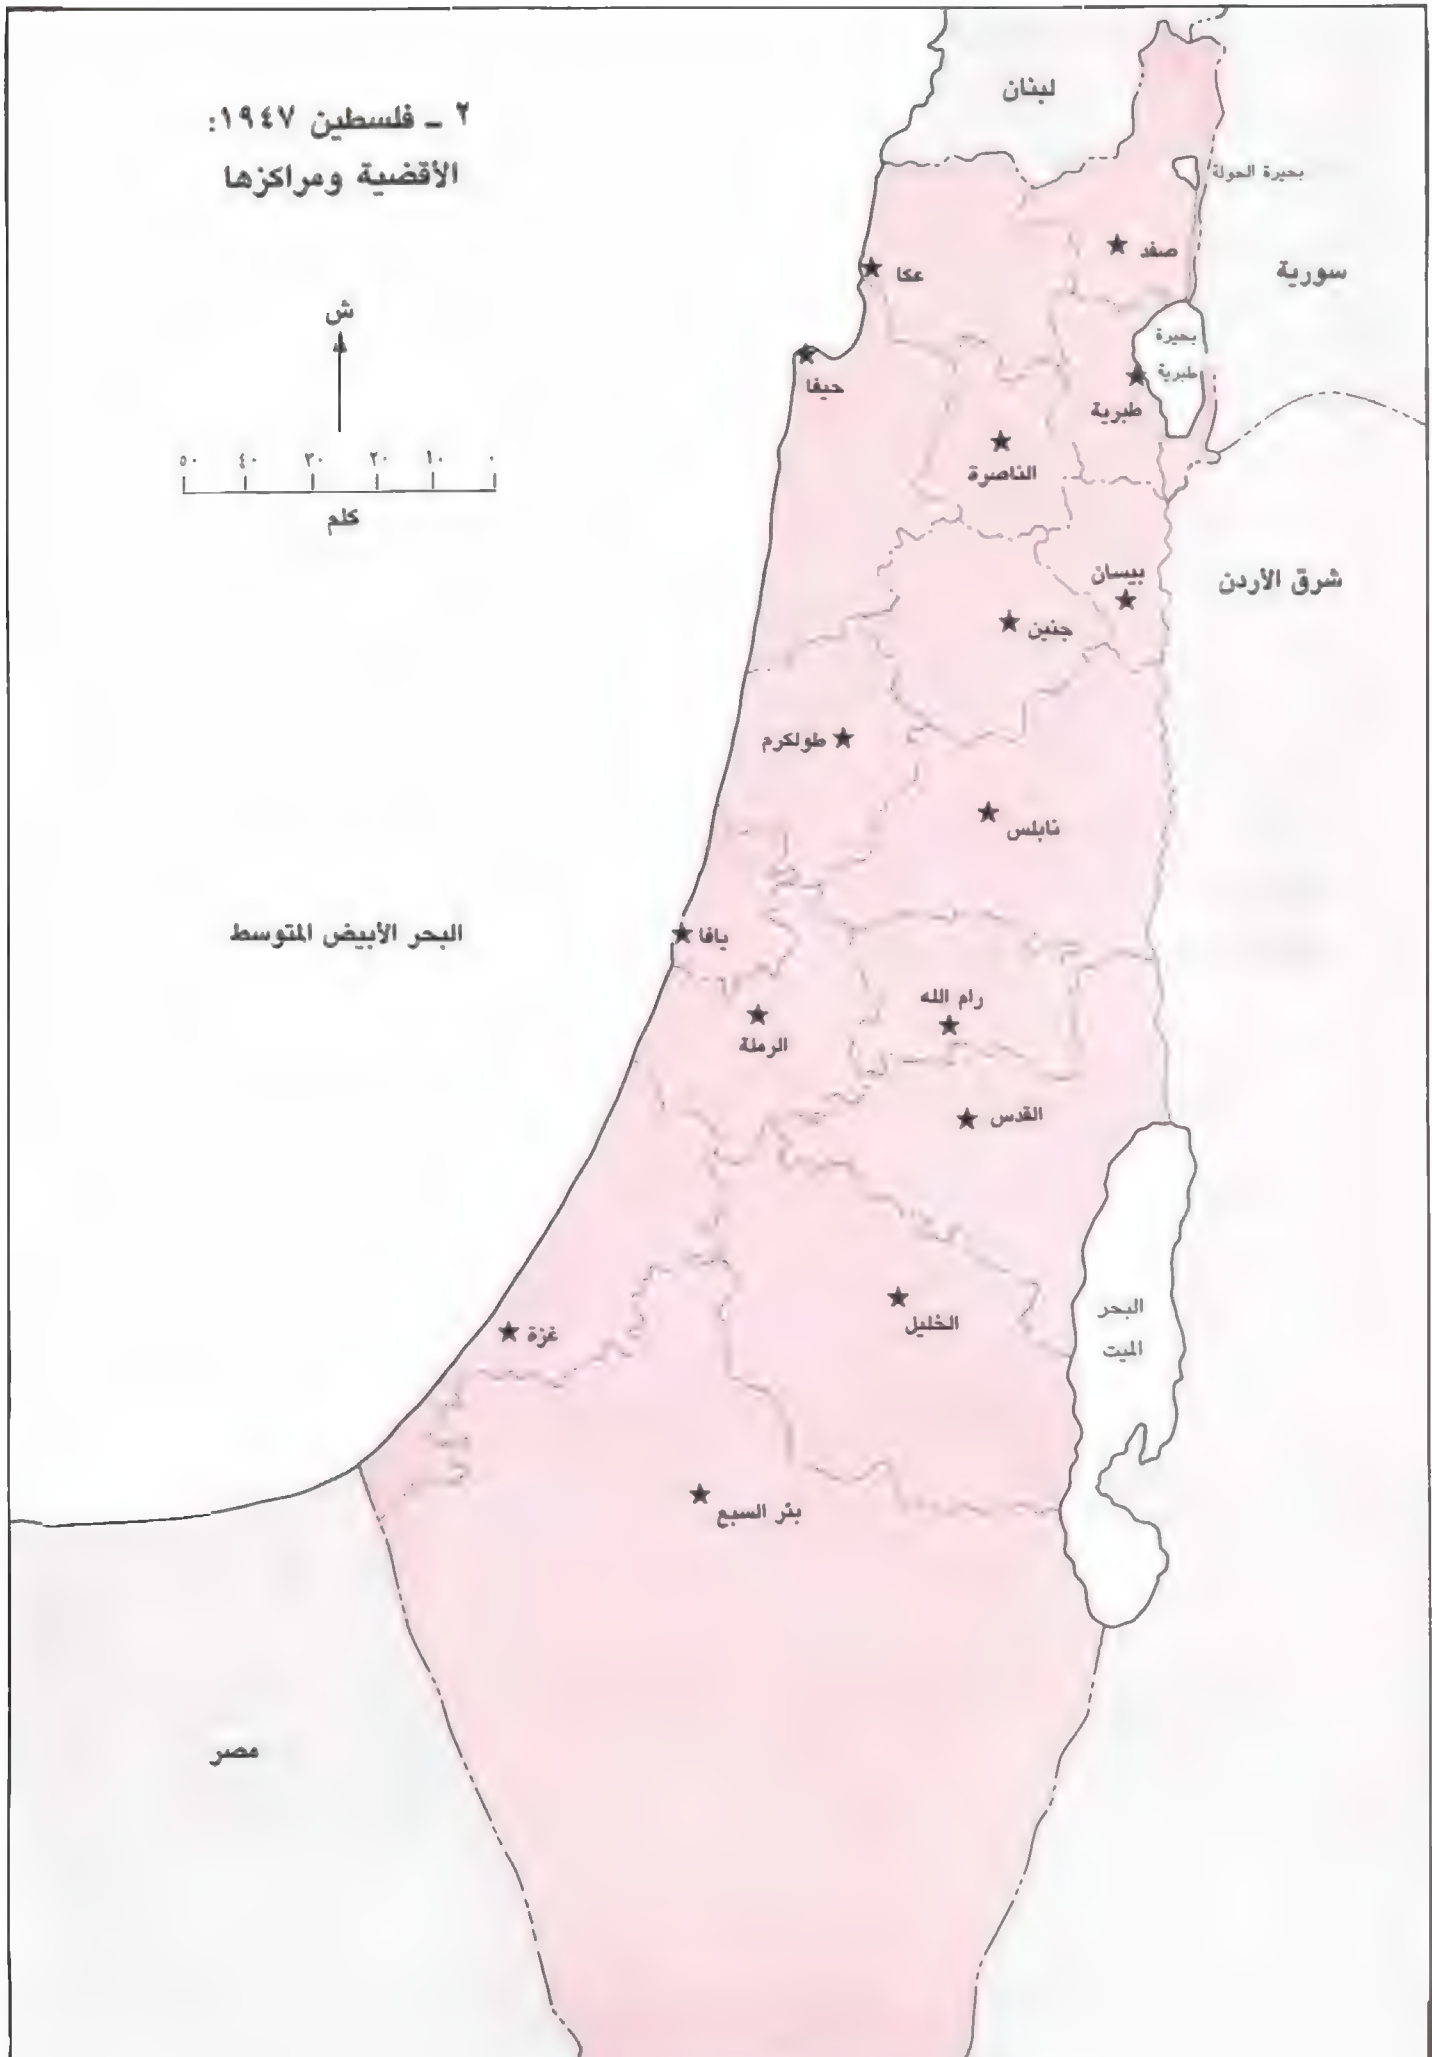 ٢ ـ فلسطين ١٩٤٧:
الأقضية ومراكزها
ش
٥٠ ٤٠ ٣٠ ٢٠ ١٠ ٠
كلم
لبنان
بحيرة الحولة
صفد
سورية
عكا
بحيرة
طبرية
حيفا
طبرية
الناصرة
بيسان
شرق الأردن
جنين
طولكرم
نابلس
البحر الأبيض المتوسط
يافا
رام الله
الرملة
القدس
البحر
الميت
الخليل
غزة
بئر السبع
مصر